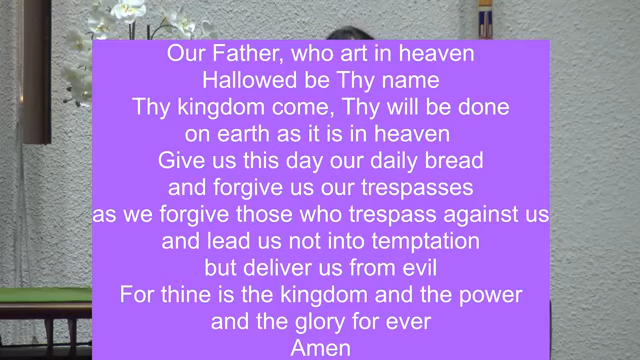 Our Father, who art in heaven
Hallowed be Thy name
Thy kingdom come, Thy will be done
on earth as it is in heaven
Give us this day our daily bread
and forgive us our trespasses
as we forgive those who trespass against us
and lead us not into temptation
but deliver us from evil
For thine is the kingdom and the power
and the glory for ever
Amen